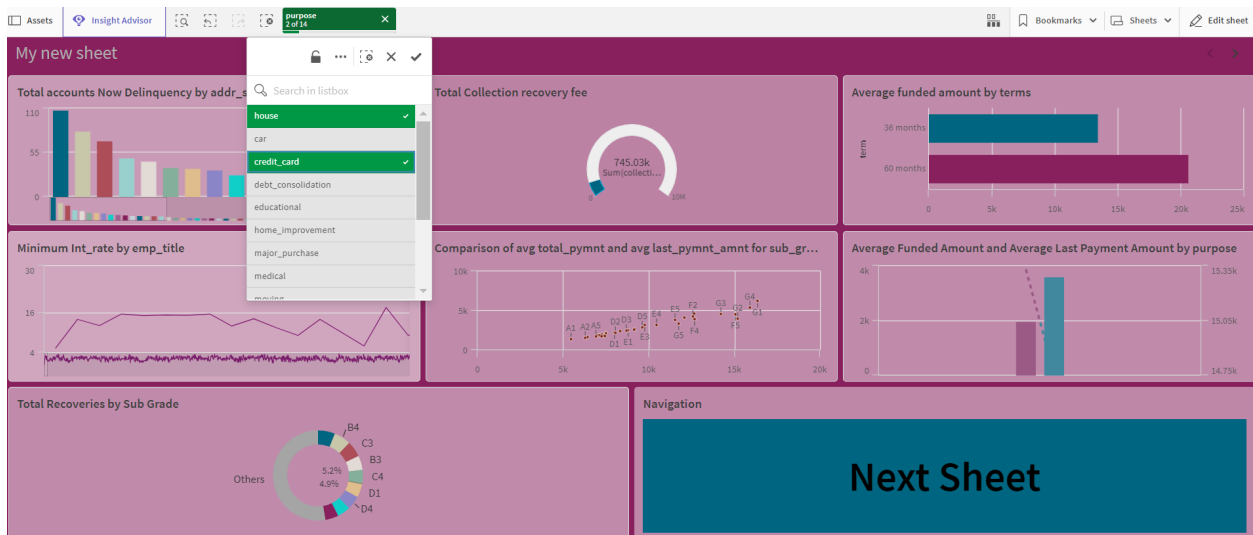 Assets
Insight Advisor
purpose
2 of 14
Bookmarks
Sheets
Edit sheet
My new sheet
Search in listbox
house
car
credit_card
debt_consolidation
educational
home_improvement
major_purchase
medical
moving
Total accounts Now Delinquency by addr_s
110
55
0
Total Collection recovery fee
745.03k
Sum(collecti...
0
10M
Average funded amount by terms
term
36 months
60 months
0 5k 10k 15k 20k 25k
Minimum Int_rate by emp_title
30
16
4
Comparison of avg total_pymnt and avg last_pymnt_amnt for sub_gr...
10k
5k
0
A1 A2 A5 D2 D3 D5 E4 E5 F2 G3 G2 G4
D1 E1 E3 G5 F4 F5 G1
0 5k 10k 15k 20k
Average Funded Amount and Average Last Payment Amount by purpose
4k
2k
0
15.35k
15.05k
14.75k
Total Recoveries by Sub Grade
B4
C3
B3
C4
D1
D4
Others
5.2%
4.9%
Navigation
Next Sheet